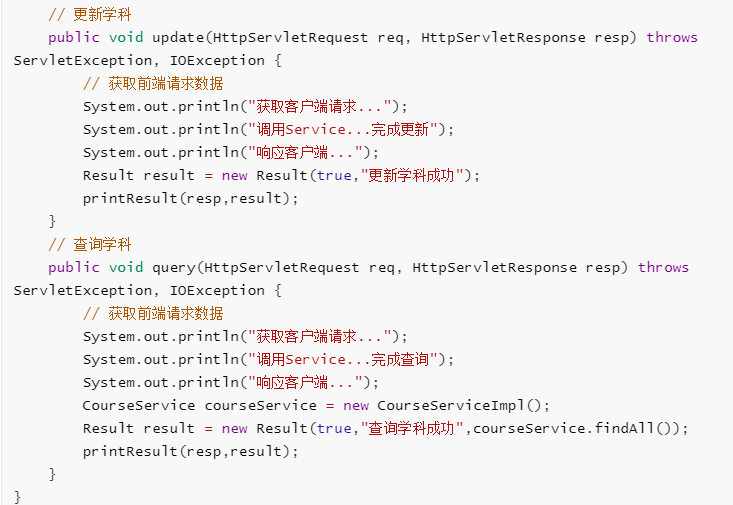 // 更新学科
public void update(HttpServletRequest req, HttpServletResponse resp) throws
ServletException, IOException {
// 获取前端请求数据
System.out.println("获取客户端请求...");
System.out.println("调用Service...完成更新");
System.out.println("响应客户端...");
Result result = new Result(true,"更新学科成功");
printResult(resp,result);
}
// 查询学科
public void query(HttpServletRequest req, HttpServletResponse resp) throws
ServletException, IOException {
// 获取前端请求数据
System.out.println("获取客户端请求...");
System.out.println("调用Service...完成查询");
System.out.println("响应客户端...");
CourseService courseService = new CourseServiceImpl();
Result result = new Result(true,"查询学科成功",courseService.findAll());
printResult(resp,result);
}
}